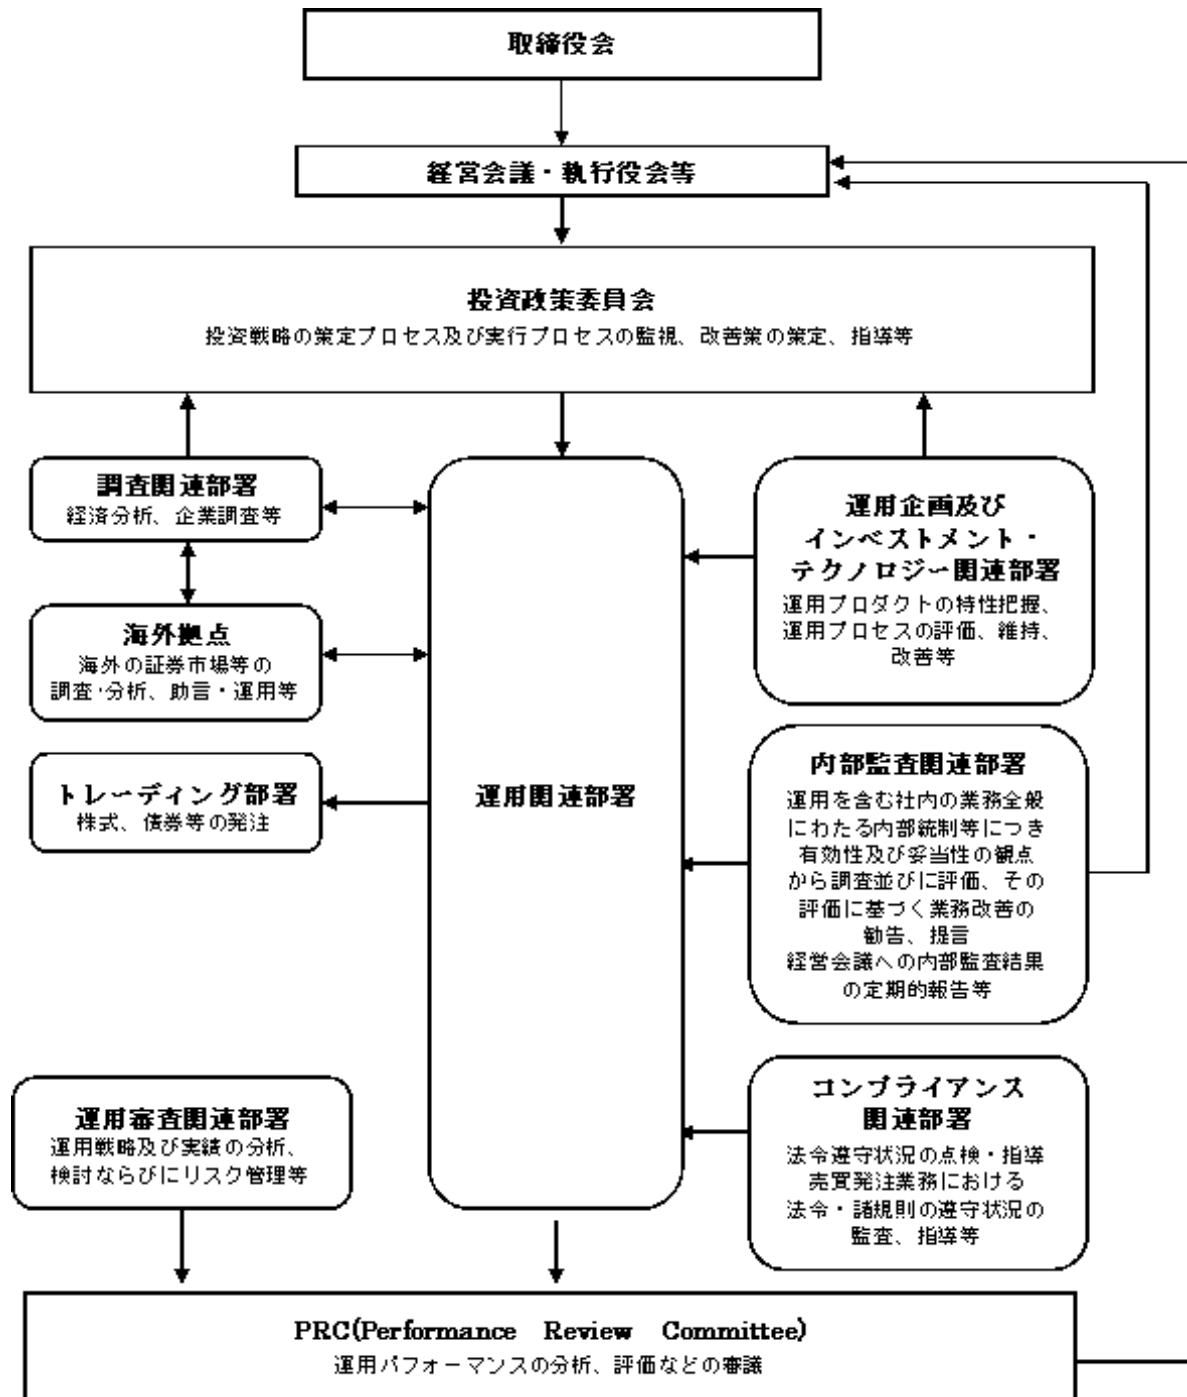 取締役会
経営会議・執行役会等
投資政策委員会
投資戦略の策定プロセス及び実行プロセスの監視、改善策の策定、指導等
調査関連部署
経済分析、企業調査等
海外拠点
海外の証券市場等の
調査・分析、助言・運用等
トレーディング部署
株式、債券等の発注
運用関連部署
運用企画及び
インベストメント・
テクノロジー関連部署
運用プロダクトの特性把握、
運用プロセスの評価、維持、
改善等
内部監査関連部署
運用を含む社内の業務全般
にわたる内部統制等につき
有効性及び妥当性の観点
から調査並びに評価、その
評価に基づく業務改善の
勧告、提言
経営会議への内部監査結果
の定期的報告等
運用審査関連部署
運用戦略及び実績の分析、
検討ならびにリスク管理等
コンプライアンス
関連部署
法令遵守状況の点検・指導
売買発注業務における
法令・諸規則の遵守状況の
監査、指導等
PRC(Performance Review Committee)
運用パフォーマンスの分析、評価などの審議